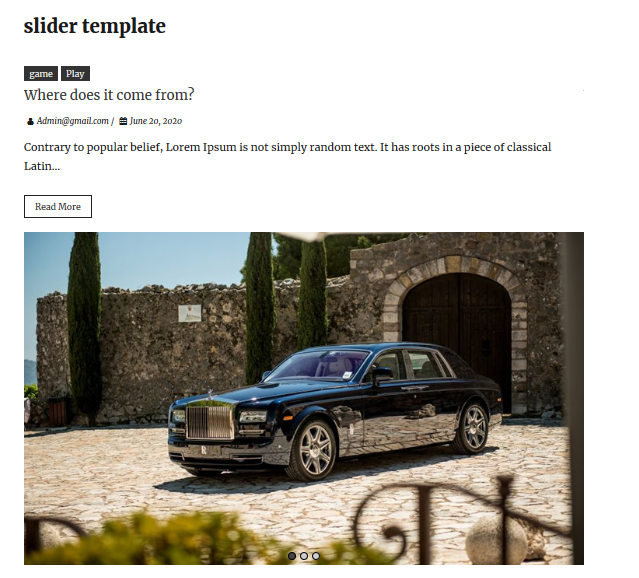 slider template
game Play
Where does it come from?
Admin@gmail.com / June 20, 2020
Contrary to popular belief, Lorem Ipsum is not simply random text. It has roots in a piece of classical
Latin...
Read More